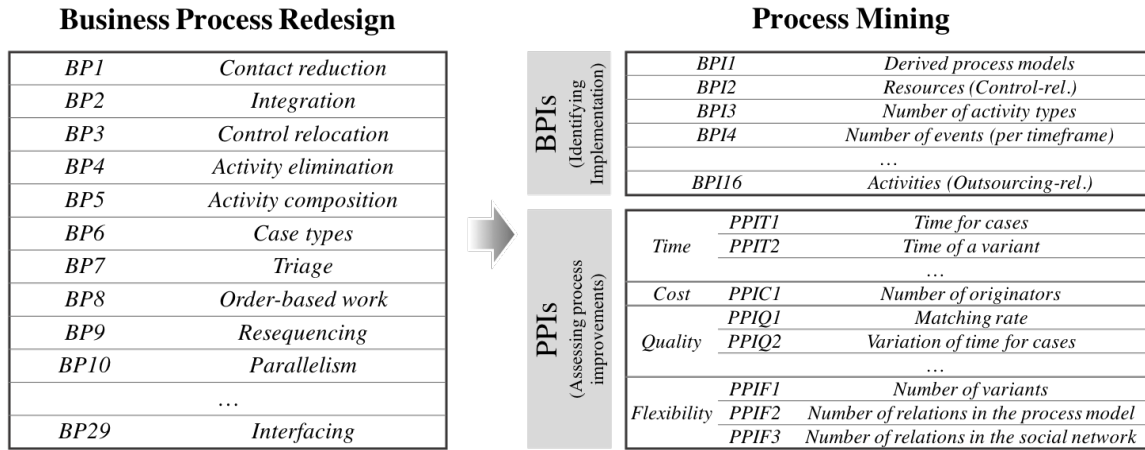 Business Process Redesign
BP1 Contact reduction
BP2 Integration
BP3 Control relocation
BP4 Activity elimination
BP5 Activity composition
BP6 Case types
BP7 Triage
BP8 Order-based work
BP9 Resequencing
BP10 Parallelism
...
BP29 Interfacing
Process Mining
BPIs
(Identifying
Implementation)
BPI1 Derived process models
BPI2 Resources (Control-rel.)
BPI3 Number of activity types
BPI4 Number of events (per timeframe)
...
BPI16 Activities (Outsourcing-rel.)
PPIs
(Assessing process
improvements)
Time
PPIT1 Time for cases
PPIT2 Time of a variant
...
Cost PPIC1 Number of originators
Quality
PPIQ1 Matching rate
PPIQ2 Variation of time for cases
...
Flexibility
PPIF1 Number of variants
PPIF2 Number of relations in the process model
PPIF3 Number of relations in the social network